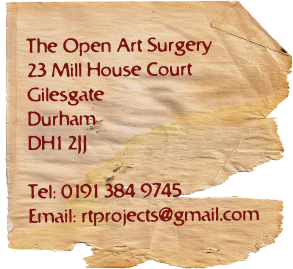 The Open Art Surgery
23 Mill House Court
Gilesgate
Durham
DH1 2JJ
Tel: 0191 384 9745
Email: rtprojects@gmail.com